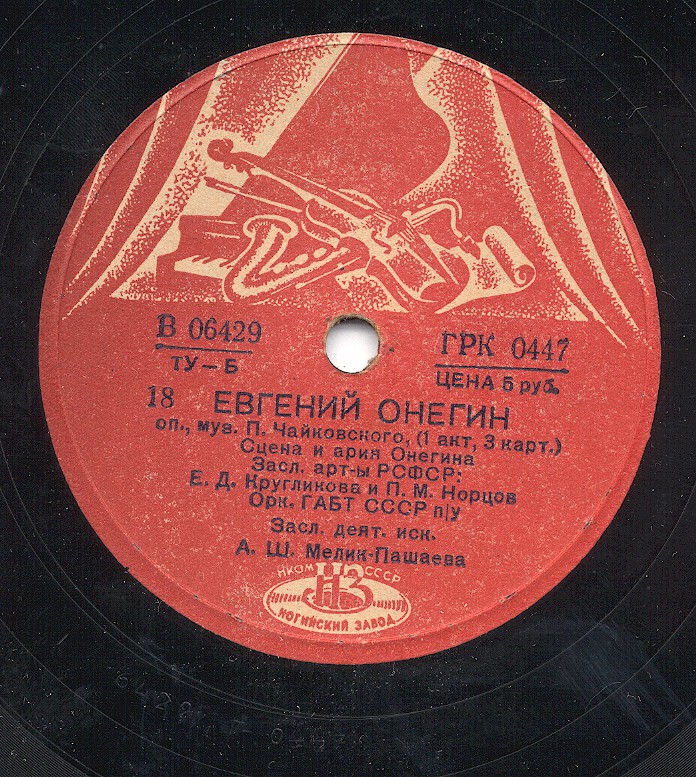 В 06429
ГРК 0447
ТУ—Б
ЦЕНА 5 руб.
18 ЕВГЕНИЙ ОНЕГИН
оп., муз. П. Чайковского, (1 акт, 3 карт.)
Сцена и ария Онегина
Засл. арт-ы РСФСР:
Е. Д. Кругликова и П. М. Норцов
Орк. ГАБТ СССР п/у
Засл. деят. иск.
А. Ш. Мелик-Пашаева
НКОМ СССР
НЗ
НОГИНСКИЙ ЗАВОД